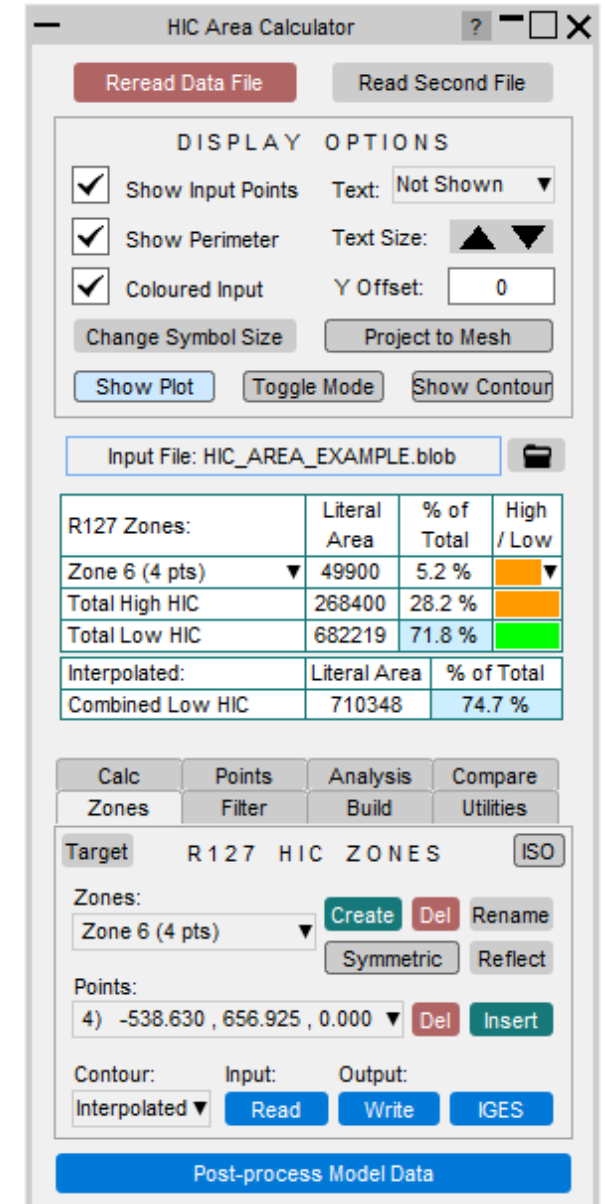 HIC Area Calculator ?
Reread Data File Read Second File
DISPLAY OPTIONS
Show Input Points Text: Not Shown
Show Perimeter Text Size:
Coloured Input Y Offset: 0
Change Symbol Size Project to Mesh
Show Plot Toggle Mode Show Contour
Input File: HIC_AREA_EXAMPLE.blob
R127 Zones: Literal Area % of Total High / Low
Zone 6 (4 pts) 49900 5.2 %
Total High HIC 268400 28.2 %
Total Low HIC 682219 71.8 %
Interpolated: Literal Area % of Total
Combined Low HIC 710348 74.7 %
Calc Points Analysis Compare
Zones Filter Build Utilities
Target R127 HIC ZONES ISO
Zones:
Zone 6 (4 pts) Create Del Rename
Symmetric Reflect
Points:
4) -538.630 , 656.925 , 0.000 Del Insert
Contour: Input: Output:
Interpolated Read Write IGES
Post-process Model Data